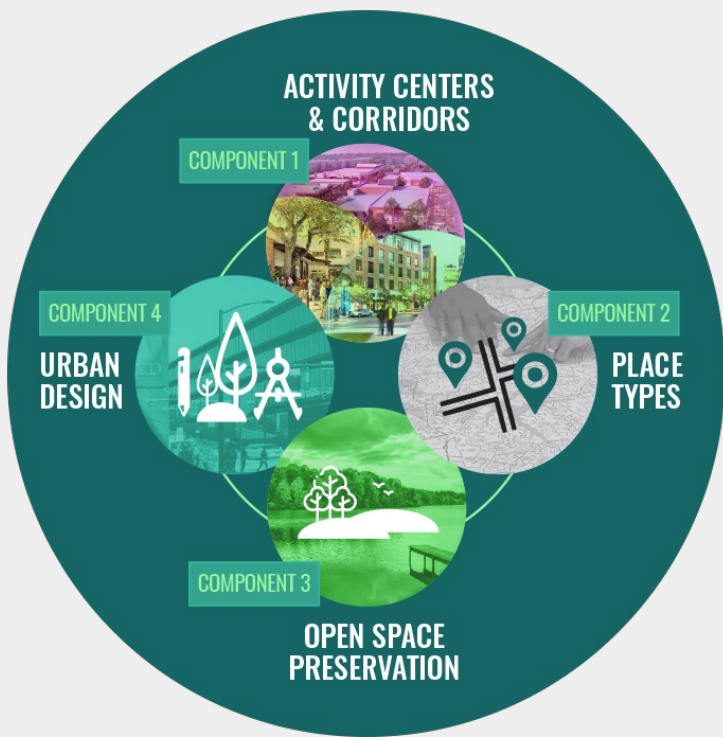 ACTIVITY CENTERS
& CORRIDORS
COMPONENT 1
COMPONENT 2
PLACE
TYPES
COMPONENT 3
OPEN SPACE
PRESERVATION
COMPONENT 4
URBAN
DESIGN